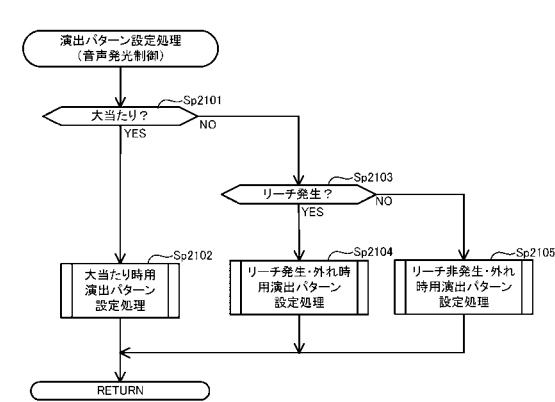 演出パターン設定処理
（音声発光制御）
Sp2101
大当たり？
NO
YES
Sp2103
リーチ発生？
NO
YES
Sp2102
大当たり時用
演出パターン
設定処理
Sp2104
リーチ発生・外れ時
用演出パターン
設定処理
Sp2105
リーチ非発生・外れ
時用演出パターン
設定処理
RETURN